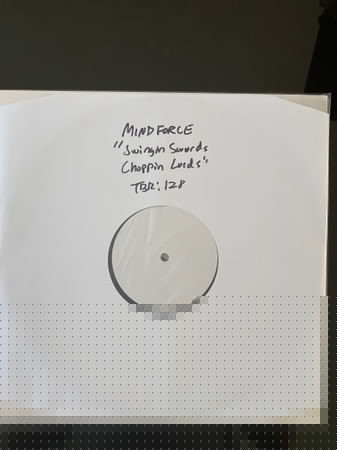 MINDFORCE
"Swingin Swords
Choppin Lords"
TBR: 128